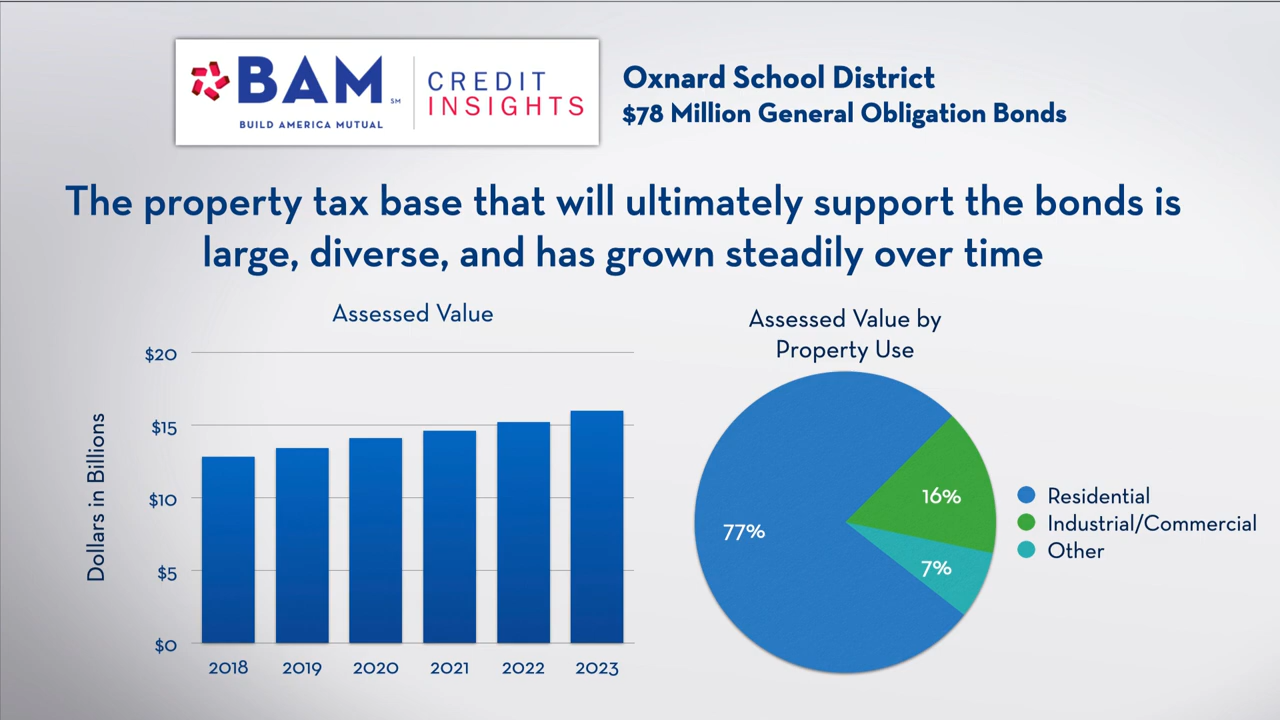 BAM SM
BUILD AMERICA MUTUAL
CREDIT
INSIGHTS
Oxnard School District
$78 Million General Obligation Bonds
The property tax base that will ultimately support the bonds is
large, diverse, and has grown steadily over time
Assessed Value
$20
$15
$10
$5
$0
Dollars in Billions
2018 2019 2020 2021 2022 2023
Assessed Value by
Property Use
77%
16%
7%
Residential
Industrial/Commercial
Other